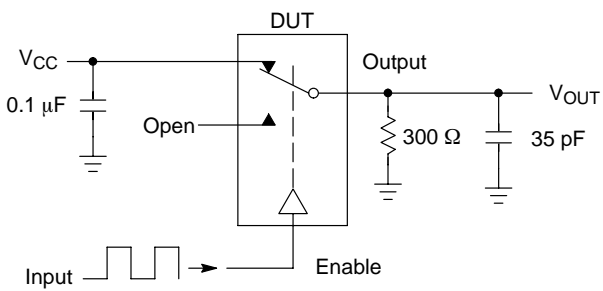 DUT
VCC
Output
VOUT
0.1 μF
Open
300 Ω
35 pF
Input
Enable